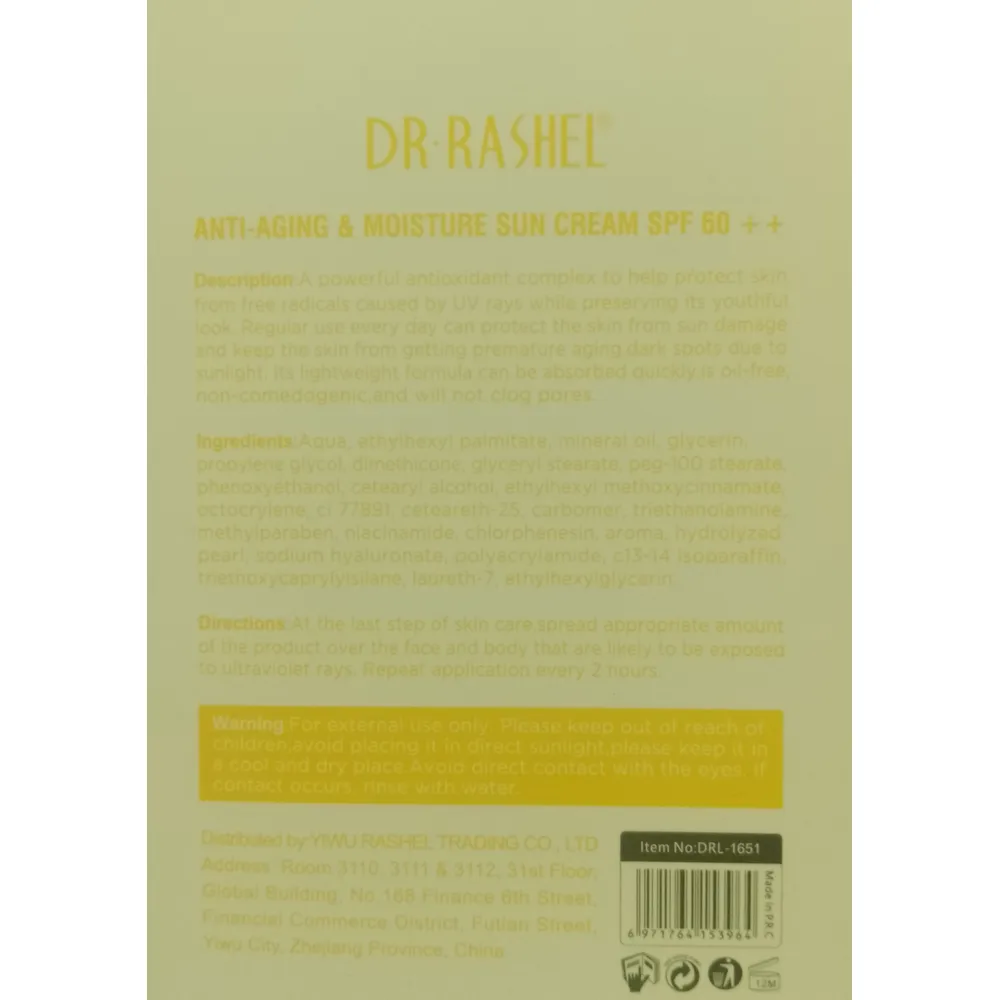 DR·RASHEL®
ANTI-AGING & MOISTURE SUN CREAM SPF 60 ++
Description:A powerful antioxidant complex to help protect skin
from free radicals caused by UV rays while preserving its youthful
look. Regular use every day can protect the skin from sun damage
and keep the skin from getting premature aging dark spots due to
sunlight. Its lightweight formula can be absorbed quickly is oil-free,
non-comedogenic and will not clog pores.
Ingredients:Aqua, ethylhexyl palmitate, mineral oil, glycerin,
propylene glycol, dimethicone, glyceryl stearate, peg-100 stearate,
phenoxyethanol, cetearyl alcohol, ethylhexyl methoxycinnamate,
octocrylene, ci 77891, ceteareth-25, carbomer, triethanolamine,
methylparaben, niacinamide, chlorphenesin, aroma, hydrolyzed
pearl, sodium hyaluronate, polyacrylamide, c13-14 isoparaffin,
triethoxycaprylyisilane, laureth-7, ethylhexylglycerin.
Directions:At the last step of skin care,spread appropriate amount
of the product over the face and body that are likely to be exposed
to ultraviolet rays. Repeat application every 2 hours.
Warning:For external use only. Please keep out of reach of
children,avoid placing it in direct sunlight,please keep it in
a cool and dry place.Avoid direct contact with the eyes, if
contact occurs, rinse with water.
Distributed by:YIWU RASHEL TRADING CO., LTD
Address: Room 3110, 3111 & 3112, 31st Floor,
Global Building, No.168 Finance 6th Street,
Financial Commerce District, Futian Street,
Yiwu City, Zhejiang Province, China
Item No:DRL-1651
Made in P.R.C
6 971764 153964
12M